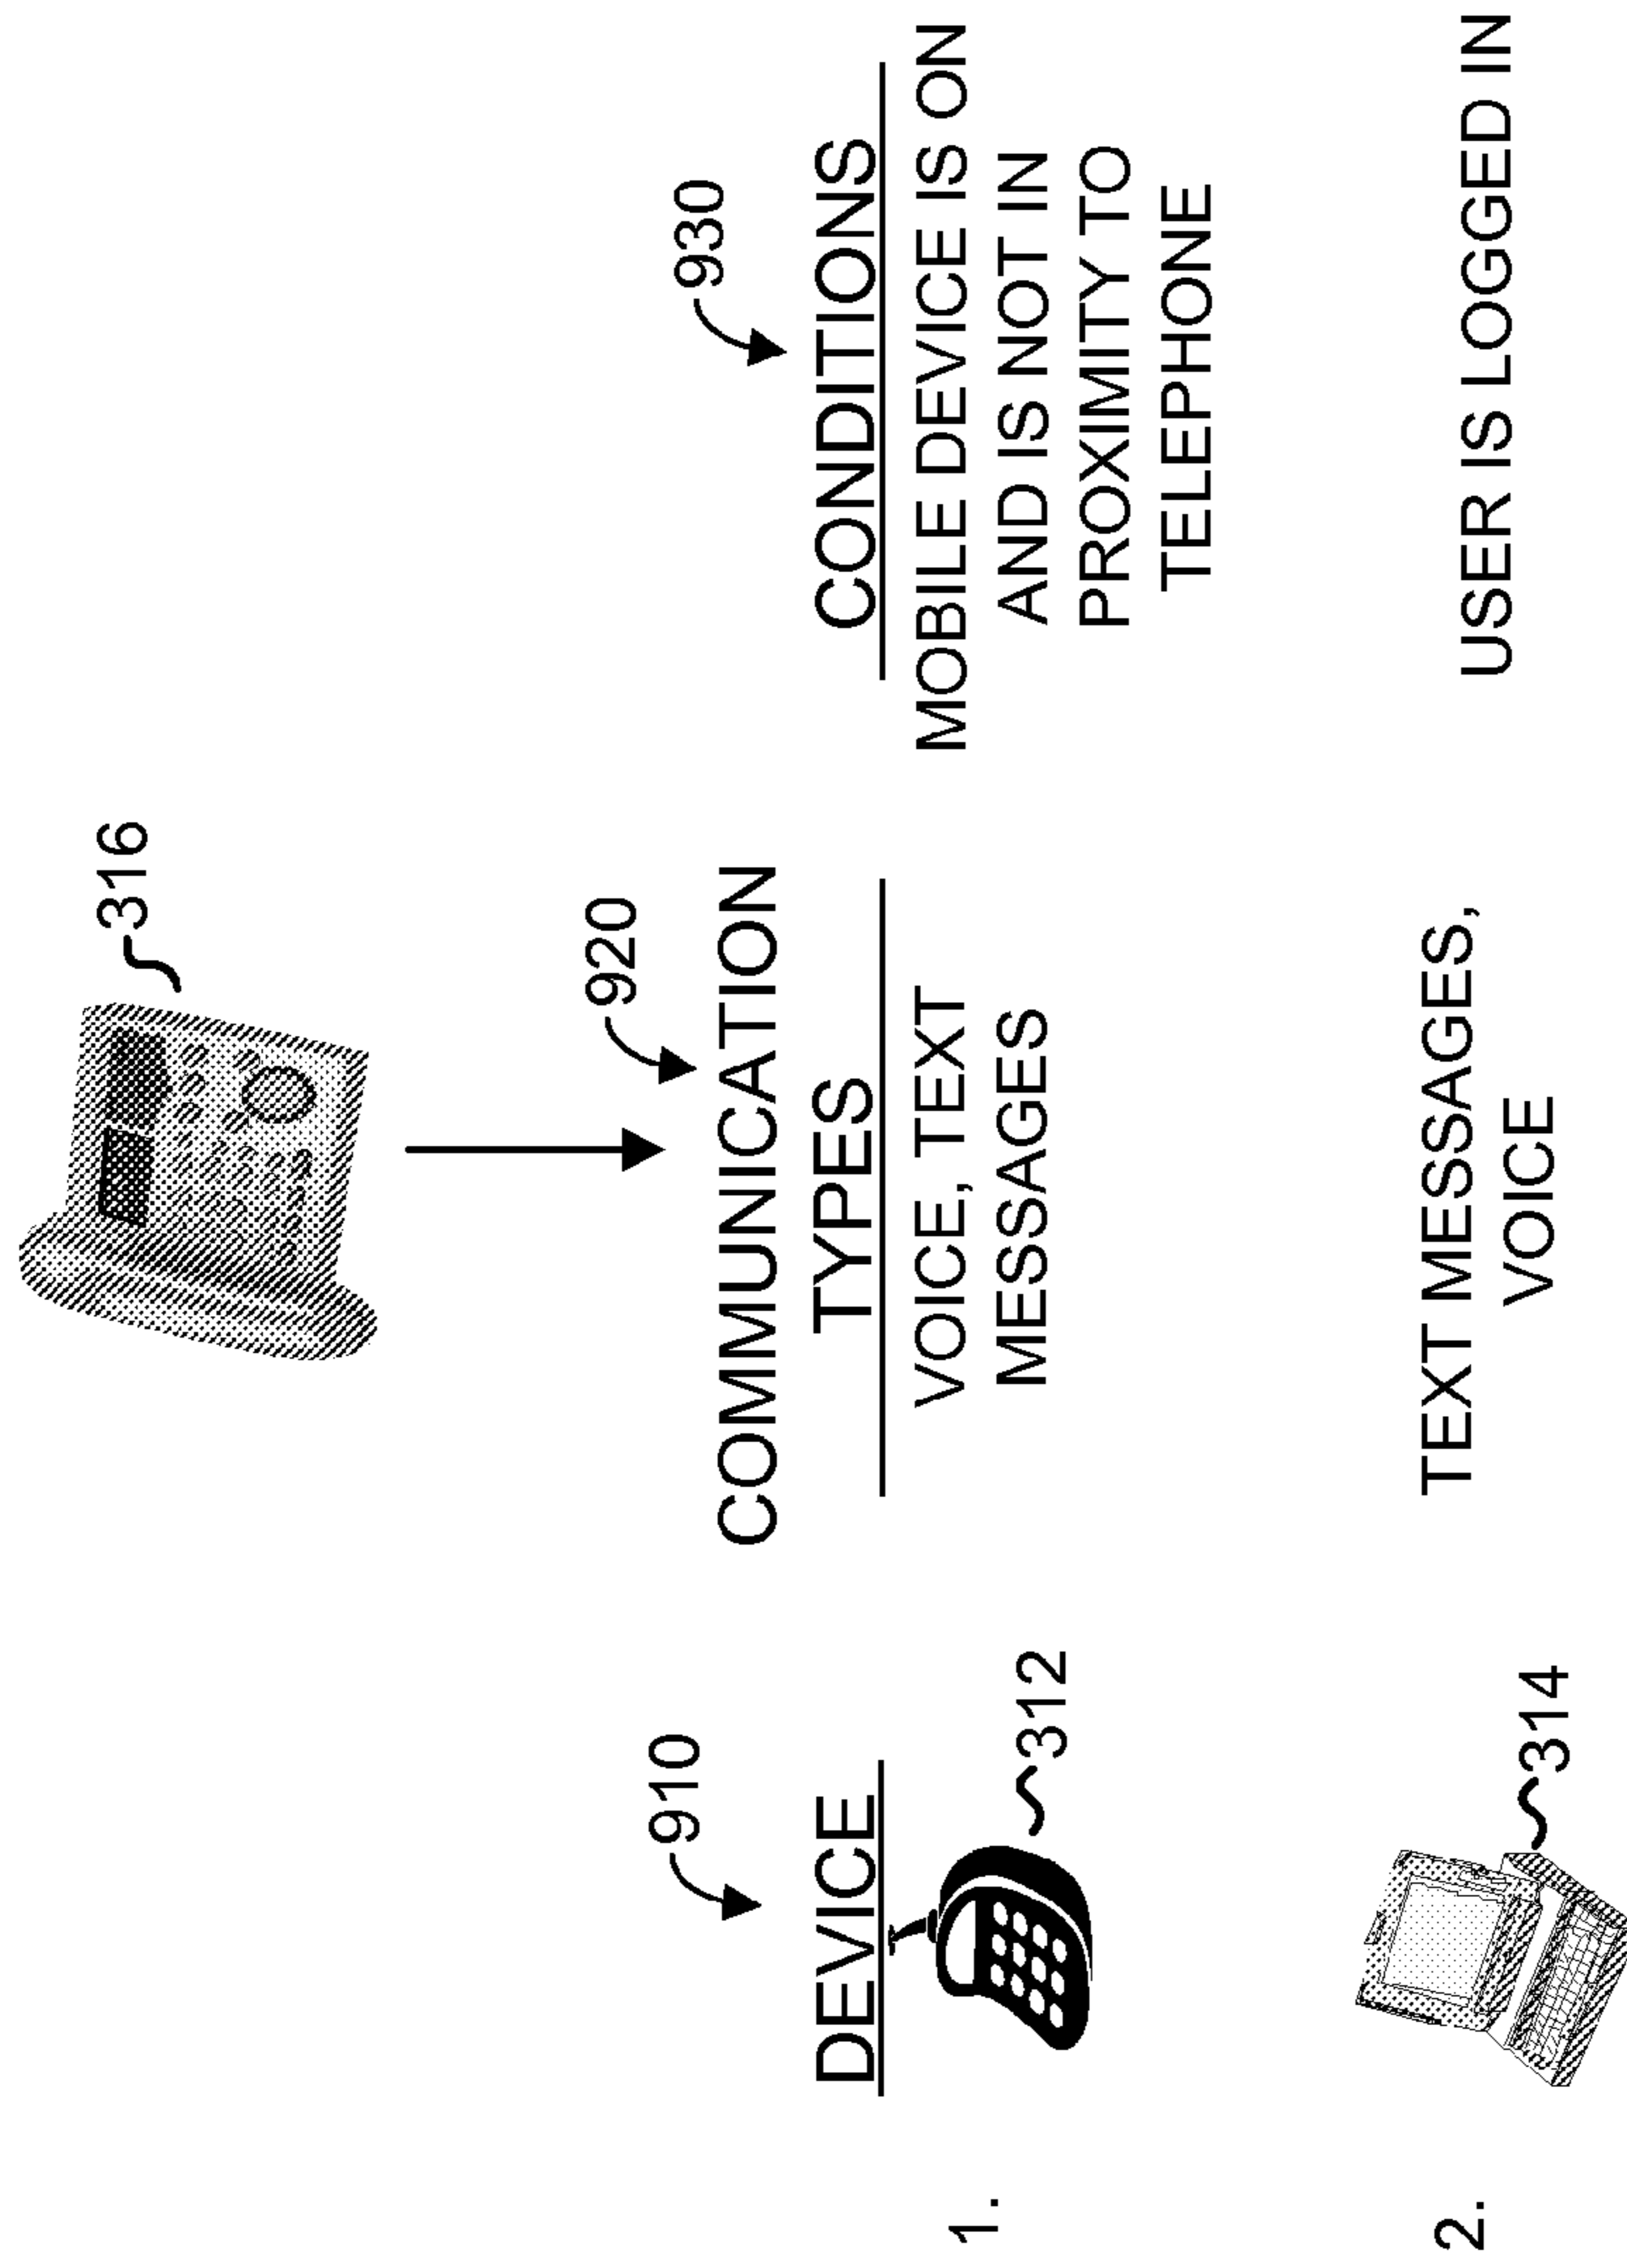 316
910
920
930
DEVICE
COMMUNICATION
TYPES
CONDITIONS
1.
312
VOICE, TEXT
MESSAGES
MOBILE DEVICE IS ON
AND IS NOT IN
PROXIMITY TO
TELEPHONE
2.
314
TEXT MESSAGES,
VOICE
USER IS LOGGED IN